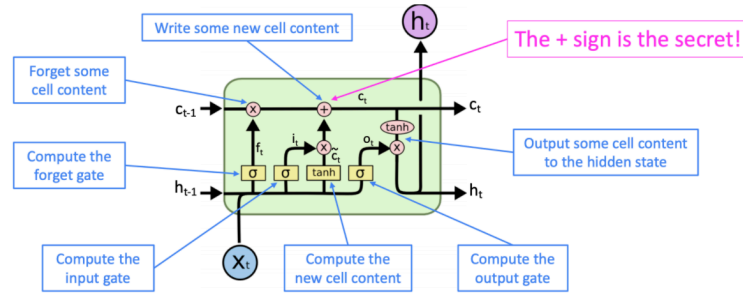 h_t
Write some new cell content
The + sign is the secret!
Forget some
cell content
c_t-1
x
+
c_t
c_t
tanh
Output some cell content
to the hidden state
f_t
i_t
x
c̃_t
o_t
x
Compute the
forget gate
σ
σ
tanh
σ
h_t-1
h_t
Compute the
input gate
x_t
Compute the
new cell content
Compute the
output gate